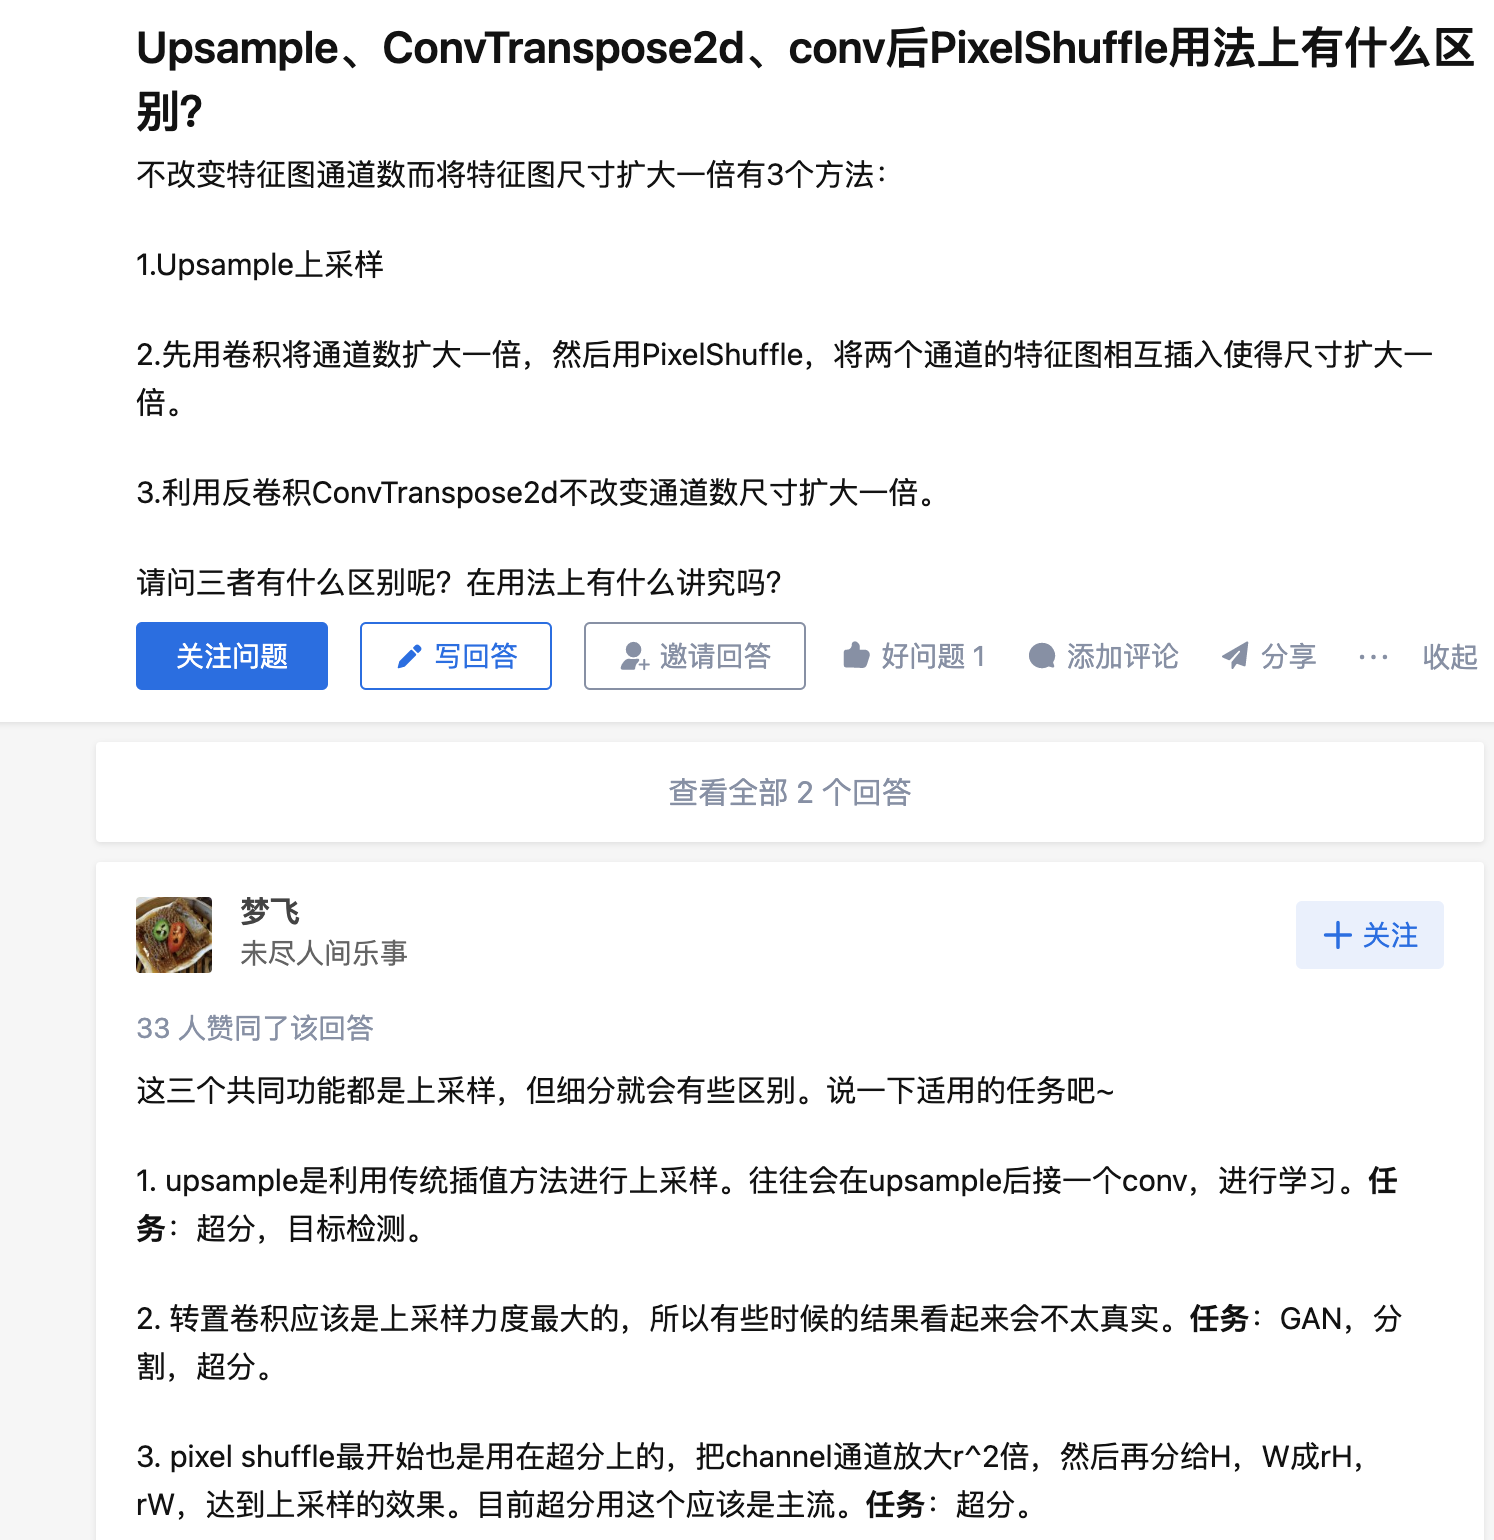 Upsample、ConvTranspose2d、conv后PixelShuffle用法上有什么区
别?
不改变特征图通道数而将特征图尺寸扩大一倍有3个方法：
1.Upsample上采样
2.先用卷积将通道数扩大一倍，然后用PixelShuffle，将两个通道的特征图相互插入使得尺寸扩大一
倍。
3.利用反卷积ConvTranspose2d不改变通道数尺寸扩大一倍。
请问三者有什么区别呢？在用法上有什么讲究吗?
关注问题 写回答 邀请回答 好问题 1 添加评论 分享 ··· 收起
查看全部 2 个回答
梦飞
未尽人间乐事
+ 关注
33 人赞同了该回答
这三个共同功能都是上采样，但细分就会有些区别。说一下适用的任务吧~
1. upsample是利用传统插值方法进行上采样。往往会在upsample后接一个conv，进行学习。任
务：超分，目标检测。
2. 转置卷积应该是上采样力度最大的，所以有些时候的结果看起来会不太真实。任务：GAN，分
割，超分。
3. pixel shuffle最开始也是用在超分上的，把channel通道放大r^2倍，然后再分给H，W成rH，
rW，达到上采样的效果。目前超分用这个应该是主流。任务：超分。